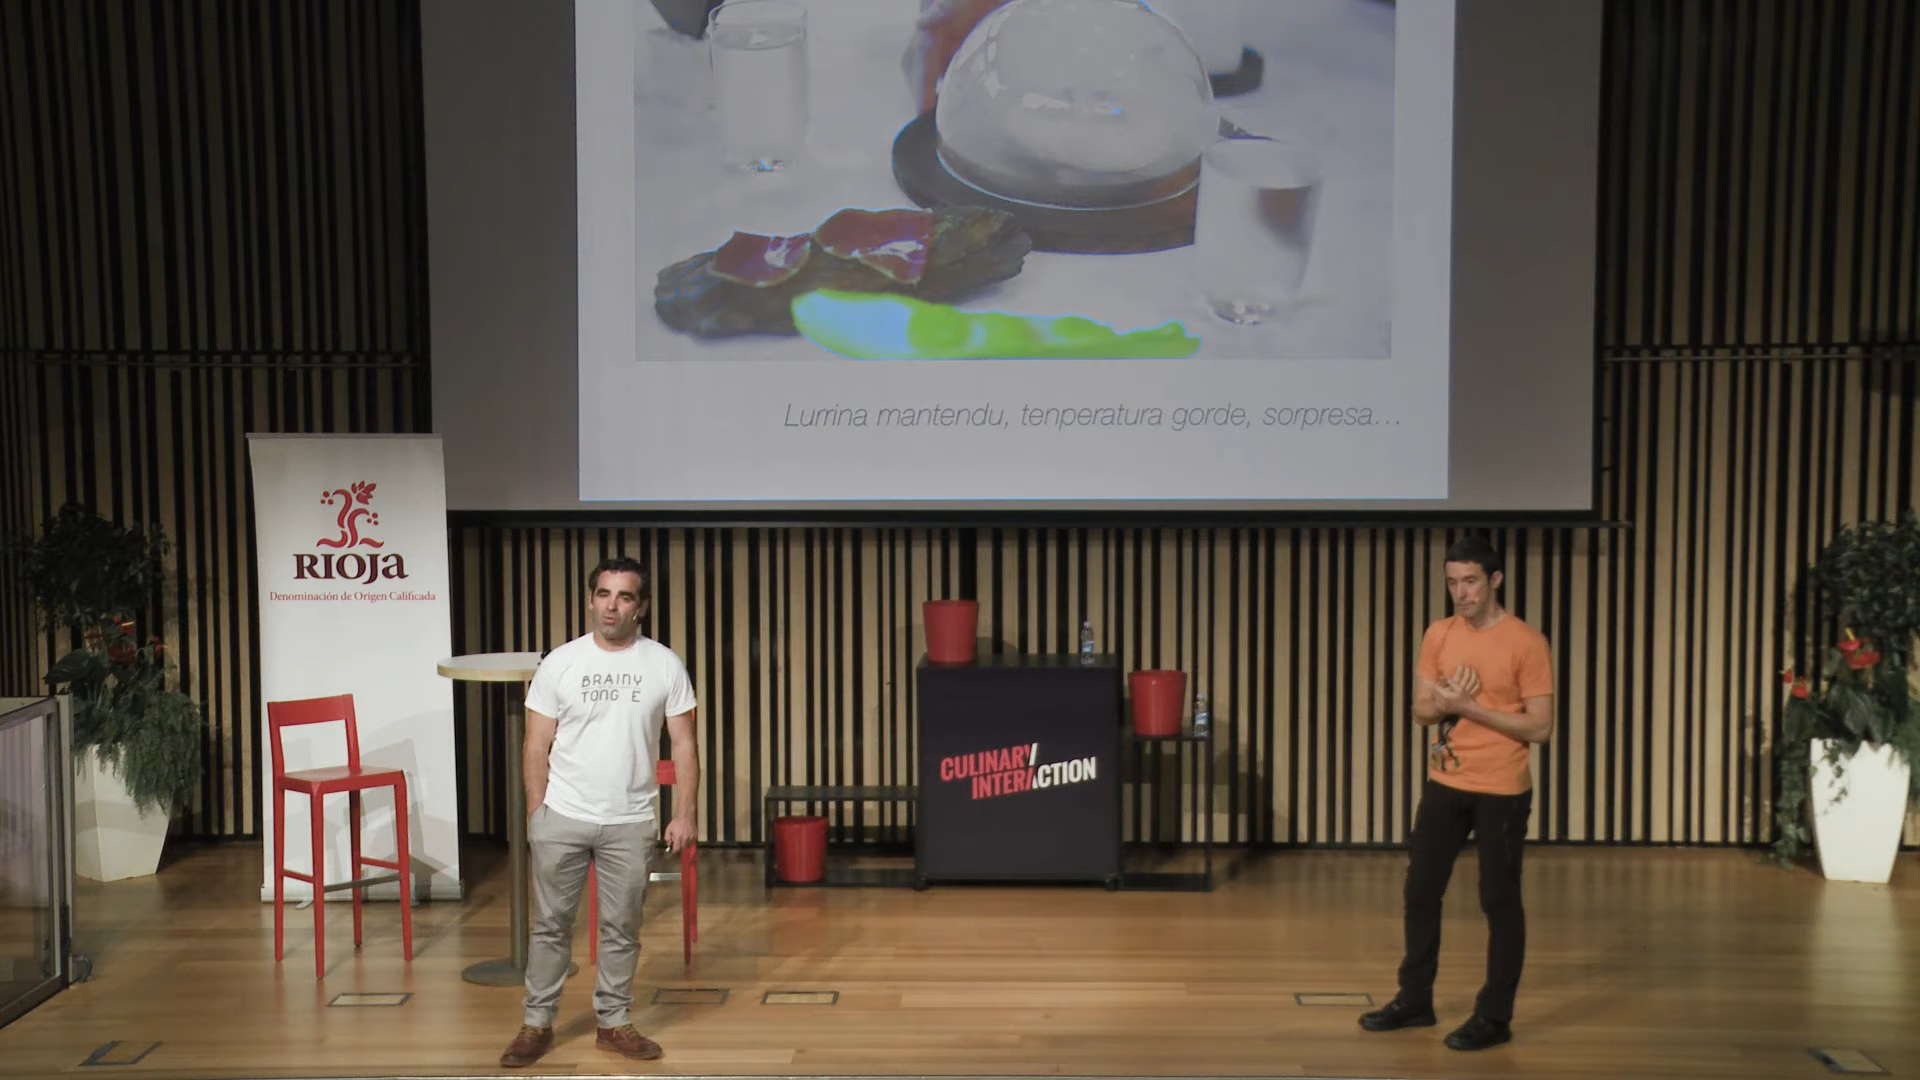 Lurrina mantendu, tenperatura gorde, sorpresa...
RIOJa
Denominación de Origen Calificada
BRAINY
TONG E
CULINARY
INTERACTION